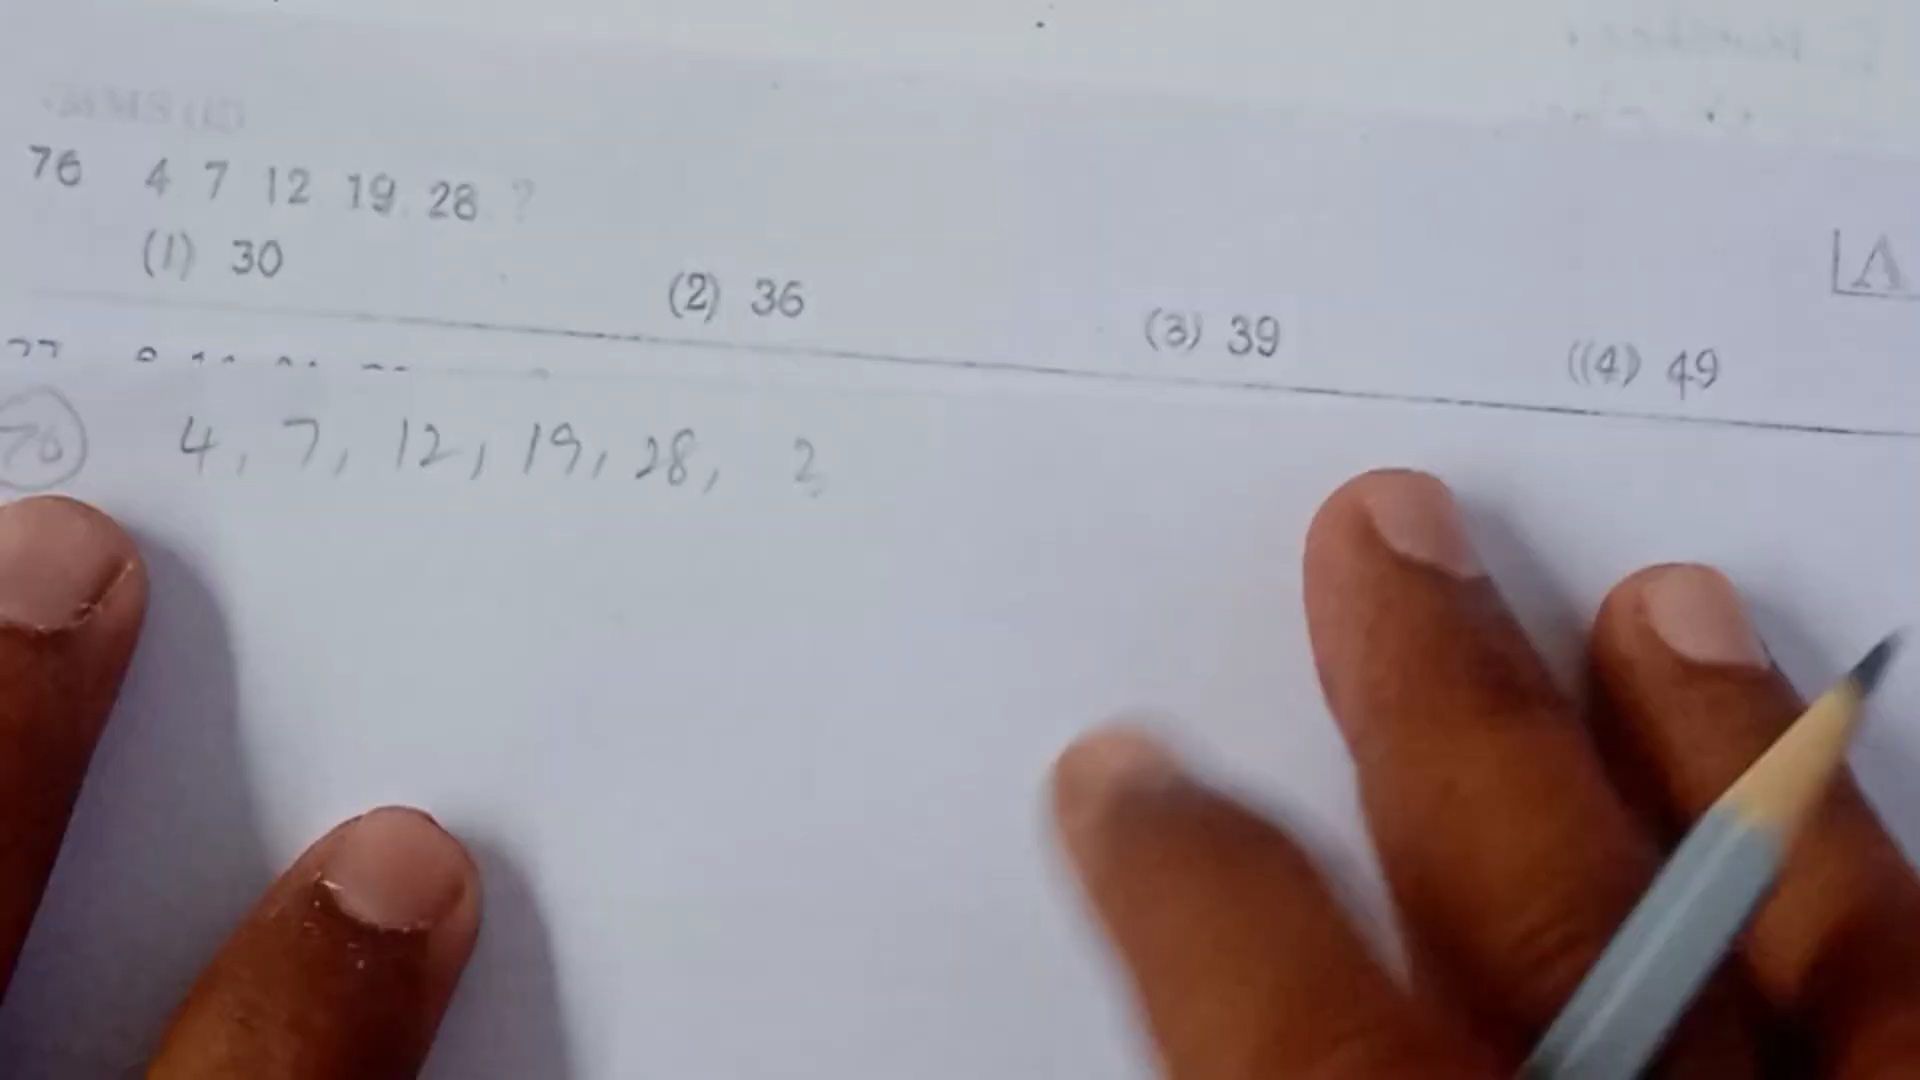 76 4 7 12 19 28 ?
(1) 30 (2) 36 (3) 39 ((4) 49
76 4, 7, 12, 19, 28, ?